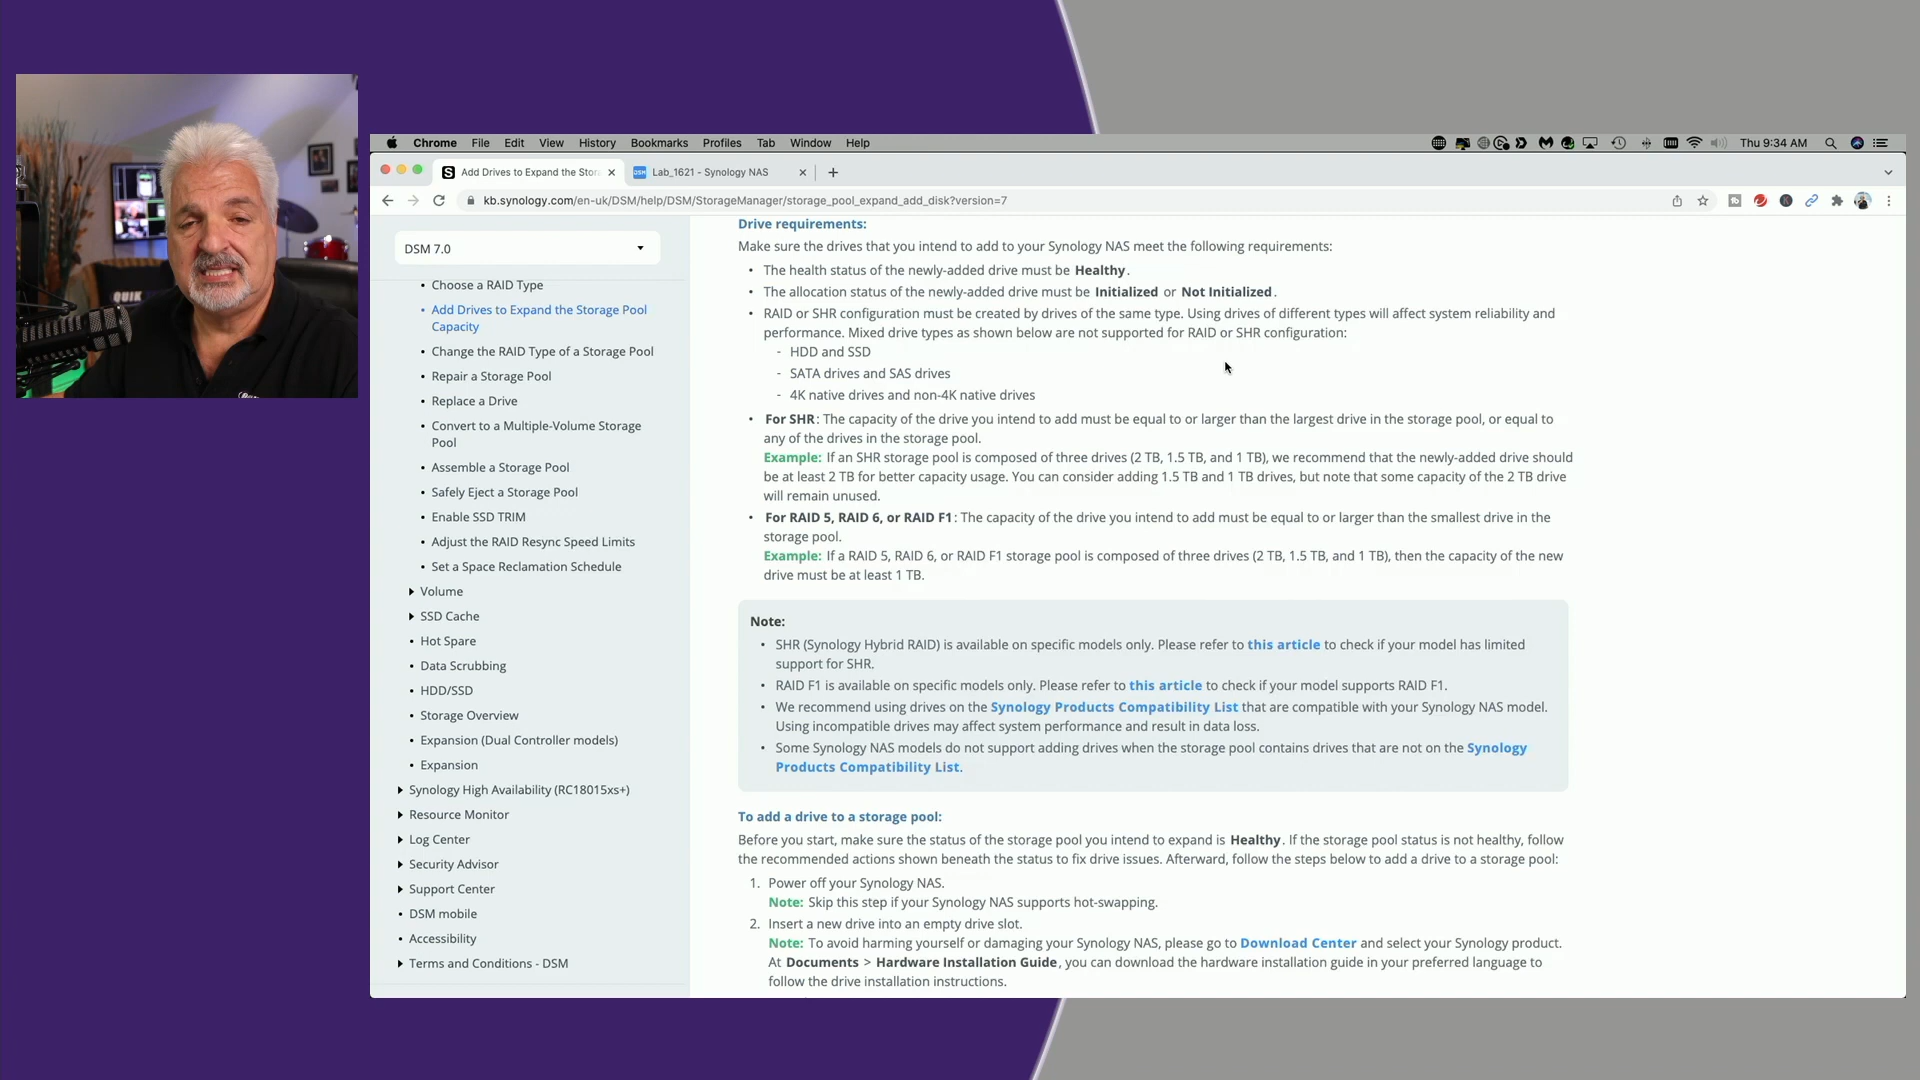 Chrome File Edit View History Bookmarks Profiles Tab Window Help Thu 9:34 AM
Add Drives to Expand the Stor
Lab_1621 - Synology NAS
kb.synology.com/en-uk/DSM/help/DSM/StorageManager/storage_pool_expand_add_disk?version=7
DSM 7.0
• Choose a RAID Type
• Add Drives to Expand the Storage Pool
Capacity
• Change the RAID Type of a Storage Pool
• Repair a Storage Pool
• Replace a Drive
• Convert to a Multiple-Volume Storage
Pool
• Assemble a Storage Pool
• Safely Eject a Storage Pool
• Enable SSD TRIM
• Adjust the RAID Resync Speed Limits
• Set a Space Reclamation Schedule
Volume
SSD Cache
• Hot Spare
• Data Scrubbing
• HDD/SSD
• Storage Overview
• Expansion (Dual Controller models)
• Expansion
Synology High Availability (RC18015xs+)
Resource Monitor
Log Center
Security Advisor
Support Center
• DSM mobile
• Accessibility
Terms and Conditions - DSM
Drive requirements:
Make sure the drives that you intend to add to your Synology NAS meet the following requirements:
• The health status of the newly-added drive must be Healthy.
• The allocation status of the newly-added drive must be Initialized or Not Initialized.
• RAID or SHR configuration must be created by drives of the same type. Using drives of different types will affect system reliability and
performance. Mixed drive types as shown below are not supported for RAID or SHR configuration:
- HDD and SSD
- SATA drives and SAS drives
- 4K native drives and non-4K native drives
• For SHR: The capacity of the drive you intend to add must be equal to or larger than the largest drive in the storage pool, or equal to
any of the drives in the storage pool.
Example: If an SHR storage pool is composed of three drives (2 TB, 1.5 TB, and 1 TB), we recommend that the newly-added drive should
be at least 2 TB for better capacity usage. You can consider adding 1.5 TB and 1 TB drives, but note that some capacity of the 2 TB drive
will remain unused.
• For RAID 5, RAID 6, or RAID F1: The capacity of the drive you intend to add must be equal to or larger than the smallest drive in the
storage pool.
Example: If a RAID 5, RAID 6, or RAID F1 storage pool is composed of three drives (2 TB, 1.5 TB, and 1 TB), then the capacity of the new
drive must be at least 1 TB.
Note:
• SHR (Synology Hybrid RAID) is available on specific models only. Please refer to this article to check if your model has limited
support for SHR.
• RAID F1 is available on specific models only. Please refer to this article to check if your model supports RAID F1.
• We recommend using drives on the Synology Products Compatibility List that are compatible with your Synology NAS model.
Using incompatible drives may affect system performance and result in data loss.
• Some Synology NAS models do not support adding drives when the storage pool contains drives that are not on the Synology
Products Compatibility List.
To add a drive to a storage pool:
Before you start, make sure the status of the storage pool you intend to expand is Healthy. If the storage pool status is not healthy, follow
the recommended actions shown beneath the status to fix drive issues. Afterward, follow the steps below to add a drive to a storage pool:
1. Power off your Synology NAS.
Note: Skip this step if your Synology NAS supports hot-swapping.
2. Insert a new drive into an empty drive slot.
Note: To avoid harming yourself or damaging your Synology NAS, please go to Download Center and select your Synology product.
At Documents > Hardware Installation Guide, you can download the hardware installation guide in your preferred language to
follow the drive installation instructions.